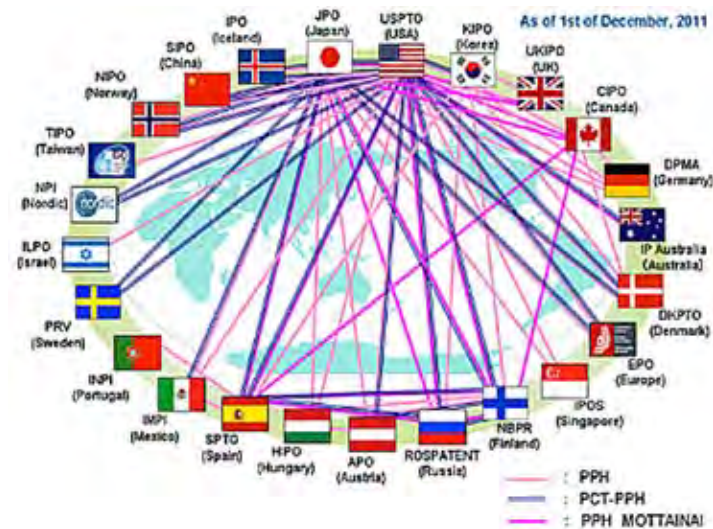 As of 1st of December, 2011
JPO
(Japan)
USPTO
(USA)
KIPO
(Korea)
IPO
(Iceland)
UKIPO
(UK)
SIPO
(China)
CIPO
(Canada)
NIPO
(Norway)
TIPO
(Taiwan)
DPMA
(Germany)
NPI
(Nordic)
nordic
IP Australia
(Australia)
ILPO
(Israel)
DKPTO
(Denmark)
PRV
(Sweden)
EPO
(Europe)
INPI
(Portugal)
IPOS
(Singapore)
IMPI
(Mexico)
SPTO
(Spain)
HIPO
(Hungary)
APO
(Austria)
ROSPATENT
(Russia)
NBPR
(Finland)
: PPH
: PCT-PPH
: PPH MOTTAINAI